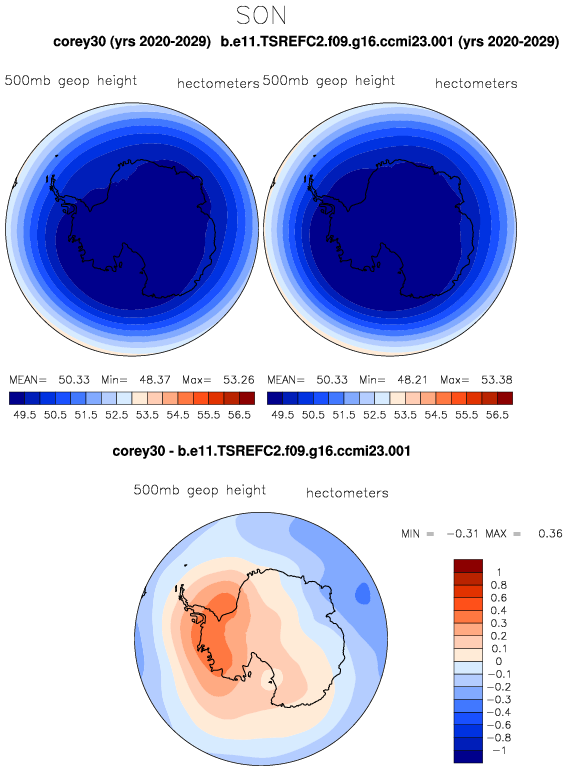 SON
corey30 (yrs 2020-2029) b.e11.TSREFC2.f09.g16.ccmi23.001 (yrs 2020-2029)
500mb geop height hectometers 500mb geop height hectometers
MEAN= 50.33 Min= 48.37 Max= 53.26 MEAN= 50.33 Min= 48.21 Max= 53.38
49.5 50.5 51.5 52.5 53.5 54.5 55.5 56.5 49.5 50.5 51.5 52.5 53.5 54.5 55.5 56.5
corey30 - b.e11.TSREFC2.f09.g16.ccmi23.001
500mb geop height hectometers
MIN = -0.31 MAX = 0.36
1
0.8
0.6
0.4
0.3
0.2
0.1
0
-0.1
-0.2
-0.3
-0.4
-0.6
-0.8
-1